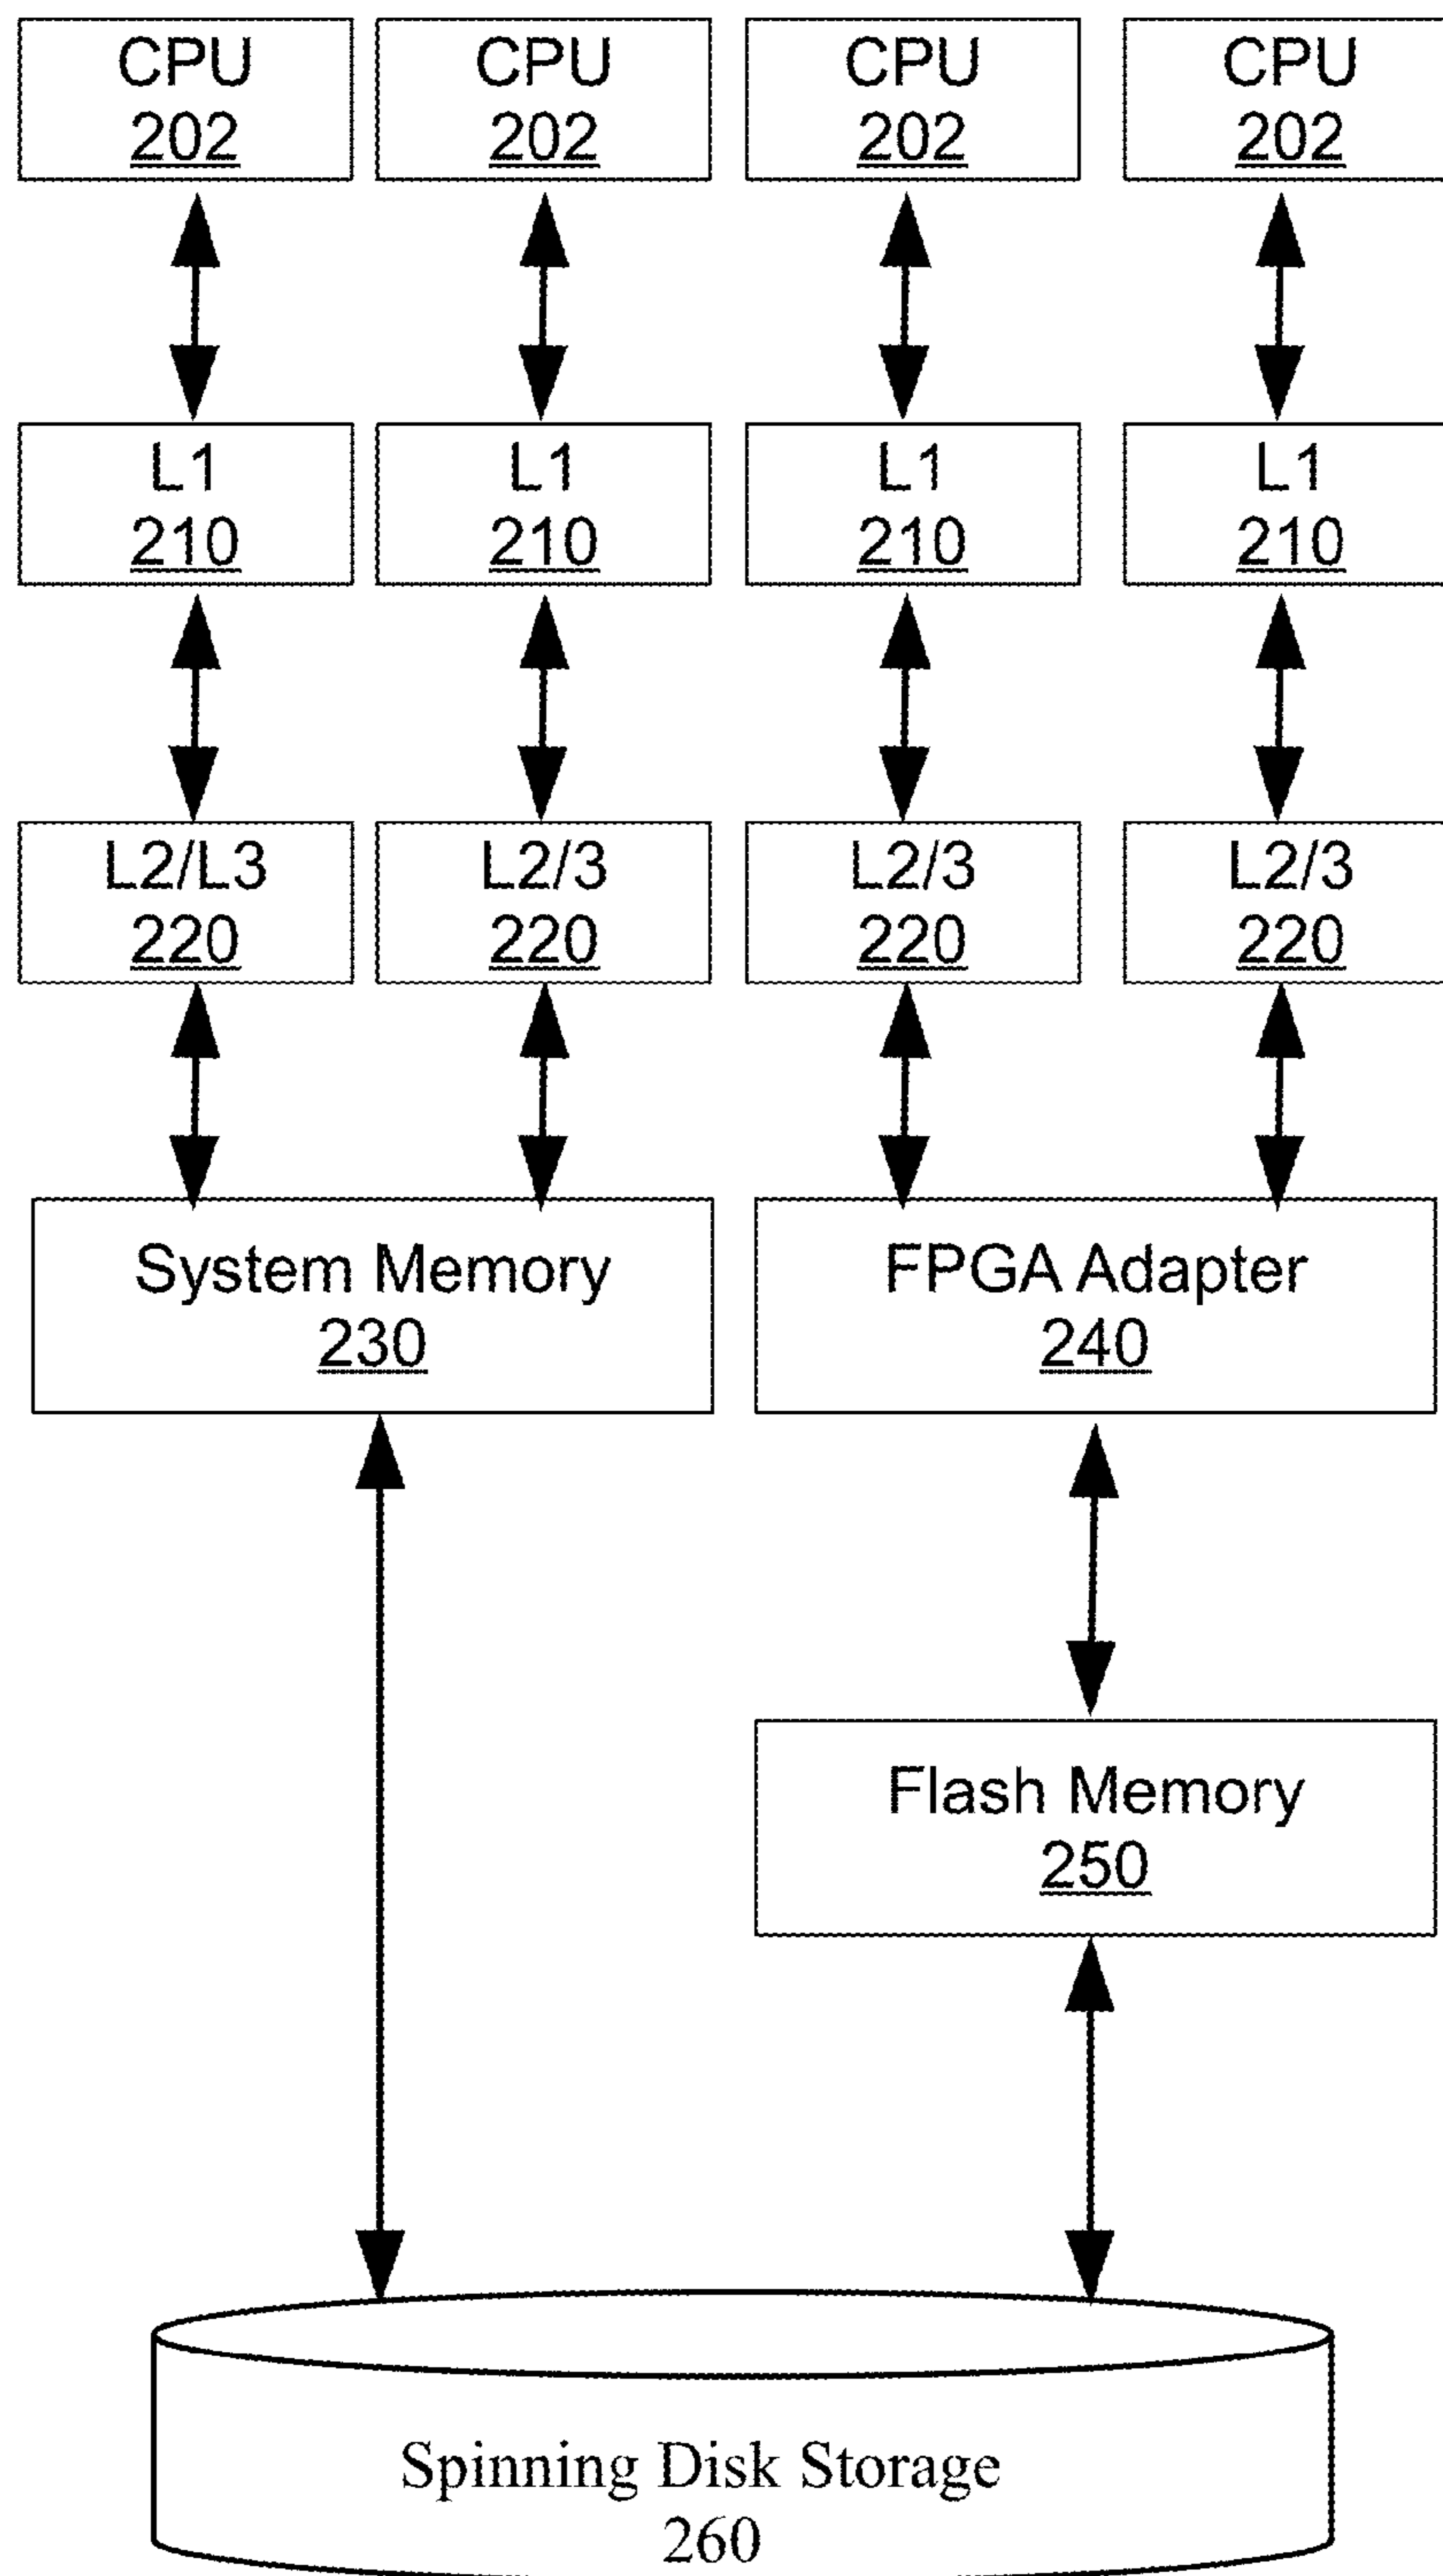 CPU CPU CPU CPU
202 202 202 202
L1 L1 L1 L1
210 210 210 210
L2/L3 L2/3 L2/3 L2/3
220 220 220 220
System Memory FPGA Adapter
230 240
Flash Memory
250
Spinning Disk Storage
260